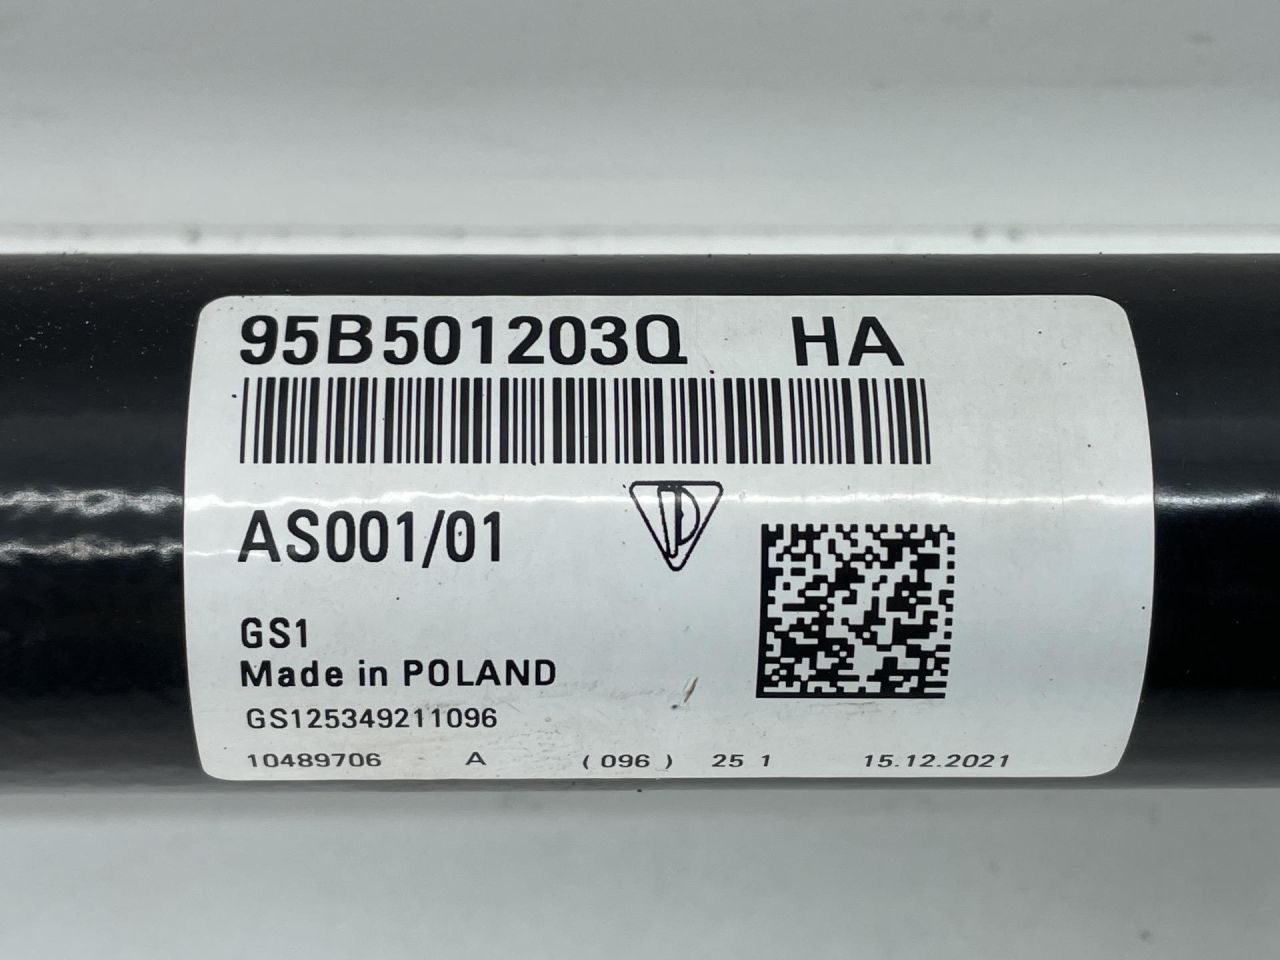 95B501203Q HA
AS001/01
GS1
Made in POLAND
GS125349211096
10489706 A (096) 25 1 15.12.2021